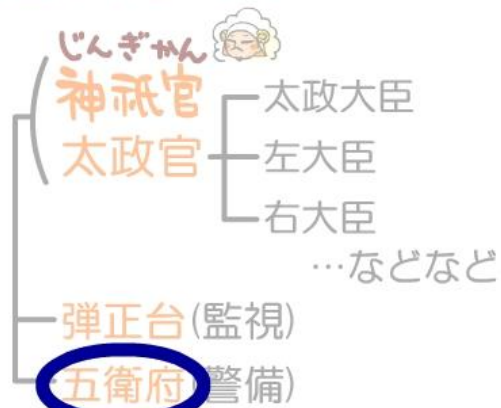 じんぎかん
神祇官
太政大臣
太政官
左大臣
右大臣
…などなど
弾正台(監視)
五衛府(警備)